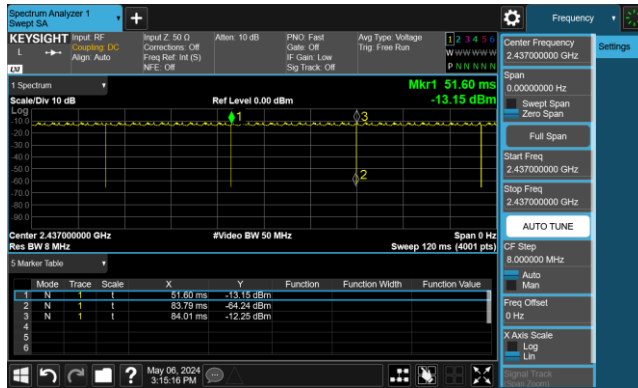 Spectrum Analyzer 1
Swept SA
Frequency
KEYSIGHT
L
LXI
Input: RF
Coupling: DC
Align: Auto
Input Z: 50 Ω
Corrections: Off
Freq Ref: Int (S)
NFE: Off
Atten: 10 dB
PNO: Fast
Gate: Off
IF Gain: Low
Sig Track: Off
Avg Type: Voltage
Trig: Free Run
1 2 3 4 5 6
W W W W W W
P N N N N N
Center Frequency
2.437000000 GHz
Settings
1 Spectrum
Mkr1 51.60 ms
-13.15 dBm
Scale/Div 10 dB
Ref Level 0.00 dBm
Log
-10.0
-20.0
-30.0
-40.0
-50.0
-60.0
-70.0
-80.0
-90.0
1
3
2
Center 2.437000000 GHz
Res BW 8 MHz
#Video BW 50 MHz
Span 0 Hz
Sweep 120 ms (4001 pts)
Span
0.00000000 Hz
Swept Span
Zero Span
Full Span
Start Freq
2.437000000 GHz
Stop Freq
2.437000000 GHz
AUTO TUNE
CF Step
8.000000 MHz
Auto
Man
Freq Offset
0 Hz
X Axis Scale
Log
Lin
Signal Track
(Span Zoom)
5 Marker Table
Mode Trace Scale X Y Function Function Width Function Value
1 N 1 t 51.60 ms -13.15 dBm
2 N 1 t 83.79 ms -64.24 dBm
3 N 1 t 84.01 ms -12.25 dBm
4
5
6
May 06, 2024
3:15:16 PM